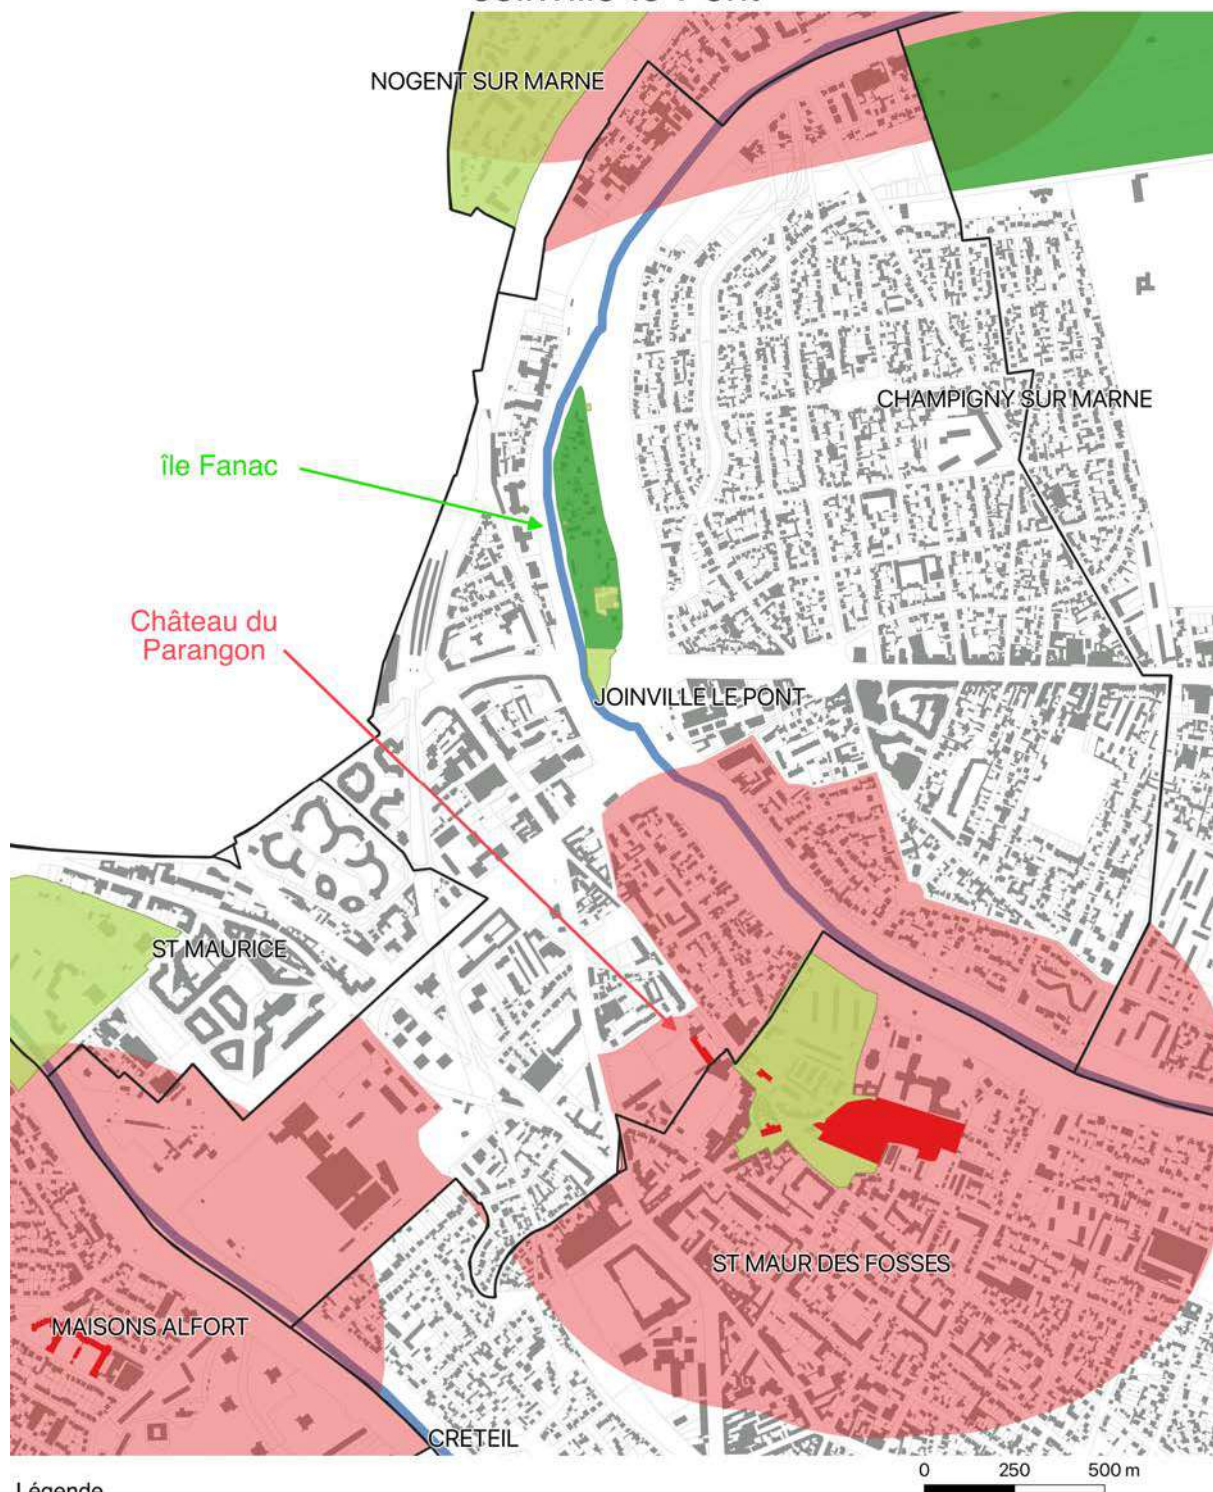 NOGENT SUR MARNE
CHAMPIGNY SUR MARNE
île Fanac
Château du
Parangon
JOINVILLE LE PONT
ST MAURICE
ST MAUR DES FOSSES
MAISONS ALFORT
CRETEIL
0 250 500 m
Légende